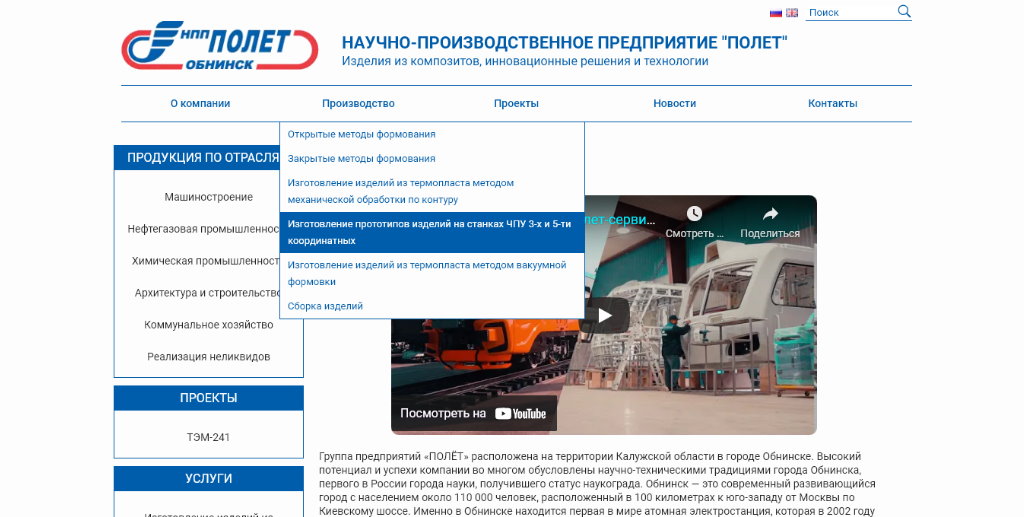 Поиск
НПП ПОЛЕТ
ОБНИНСК
НАУЧНО-ПРОИЗВОДСТВЕННОЕ ПРЕДПРИЯТИЕ "ПОЛЕТ"
Изделия из композитов, инновационные решения и технологии
О компании Производство Проекты Новости Контакты
Открытые методы формования
Закрытые методы формования
Изготовление изделий из термопласта методом
механической обработки по контуру
Изготовление прототипов изделий на станках ЧПУ 3-х и 5-ти
координатных
Изготовление изделий из термопласта методом вакуумной
формовки
Сборка изделий
ПРОДУКЦИЯ ПО ОТРАСЛЯ
Машиностроение
Нефтегазовая промышленнос
Химическая промышленност
Архитектура и строительство
Коммунальное хозяйство
Реализация неликвидов
ПРОЕКТЫ
ТЭМ-241
УСЛУГИ
Изготовление изделий из
лет-серви...
Смотреть ...
Поделиться
Посмотреть на YouTube
Группа предприятий «ПОЛЁТ» расположена на территории Калужской области в городе Обнинске. Высокий
потенциал и успехи компании во многом обусловлены научно-техническими традициями города Обнинска,
первого в России города науки, получившего статус наукограда. Обнинск — это современный развивающийся
город с населением около 110 000 человек, расположенный в 100 километрах к юго-западу от Москвы по
Киевскому шоссе. Именно в Обнинске находится первая в мире атомная электростанция, которая в 2002 году